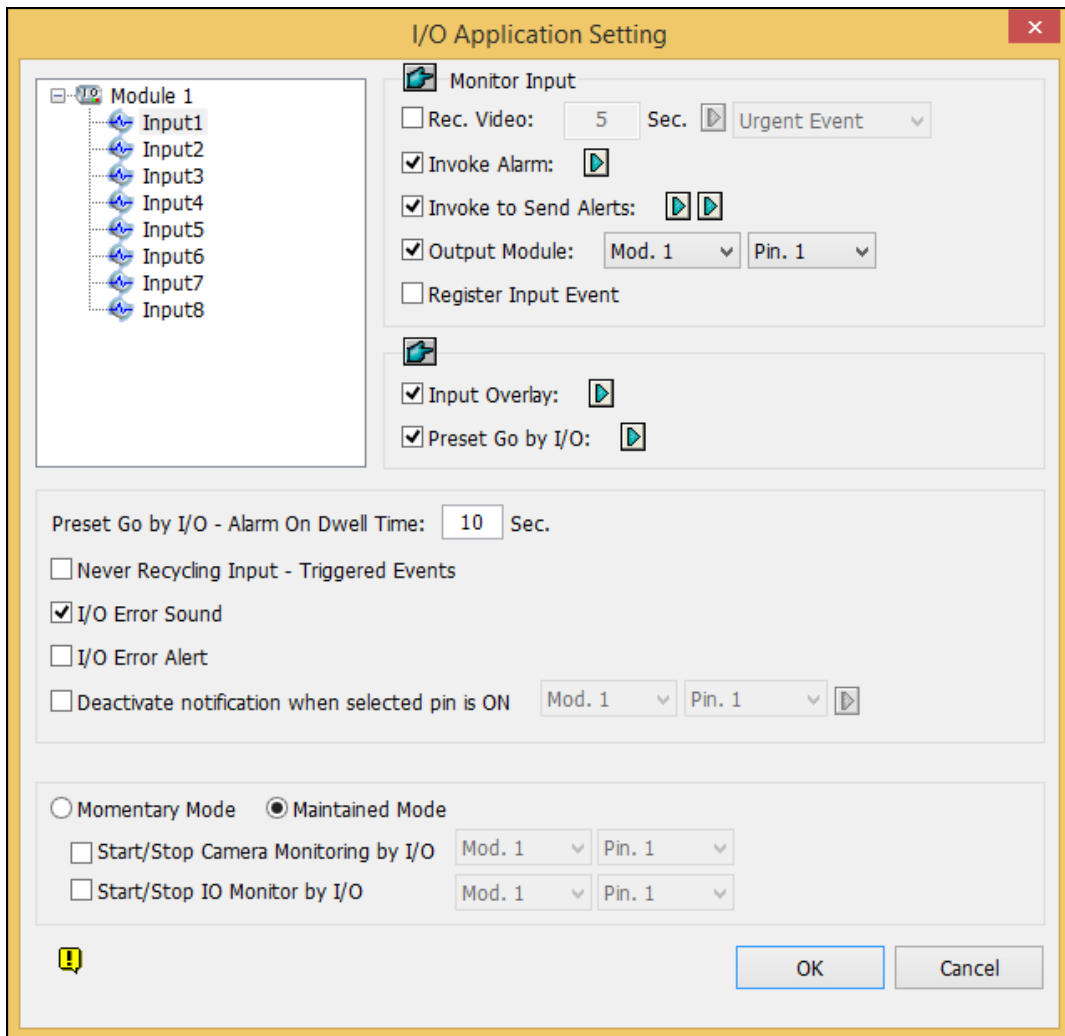 I/O Application Setting
Module 1
Input1
Input2
Input3
Input4
Input5
Input6
Input7
Input8
Monitor Input
Rec. Video: 5 Sec. Urgent Event
Invoke Alarm:
Invoke to Send Alerts:
Output Module: Mod. 1 Pin. 1
Register Input Event
Input Overlay:
Preset Go by I/O:
Preset Go by I/O - Alarm On Dwell Time: 10 Sec.
Never Recycling Input - Triggered Events
I/O Error Sound
I/O Error Alert
Deactivate notification when selected pin is ON Mod. 1 Pin. 1
Momentary Mode Maintained Mode
Start/Stop Camera Monitoring by I/O Mod. 1 Pin. 1
Start/Stop IO Monitor by I/O Mod. 1 Pin. 1
OK Cancel